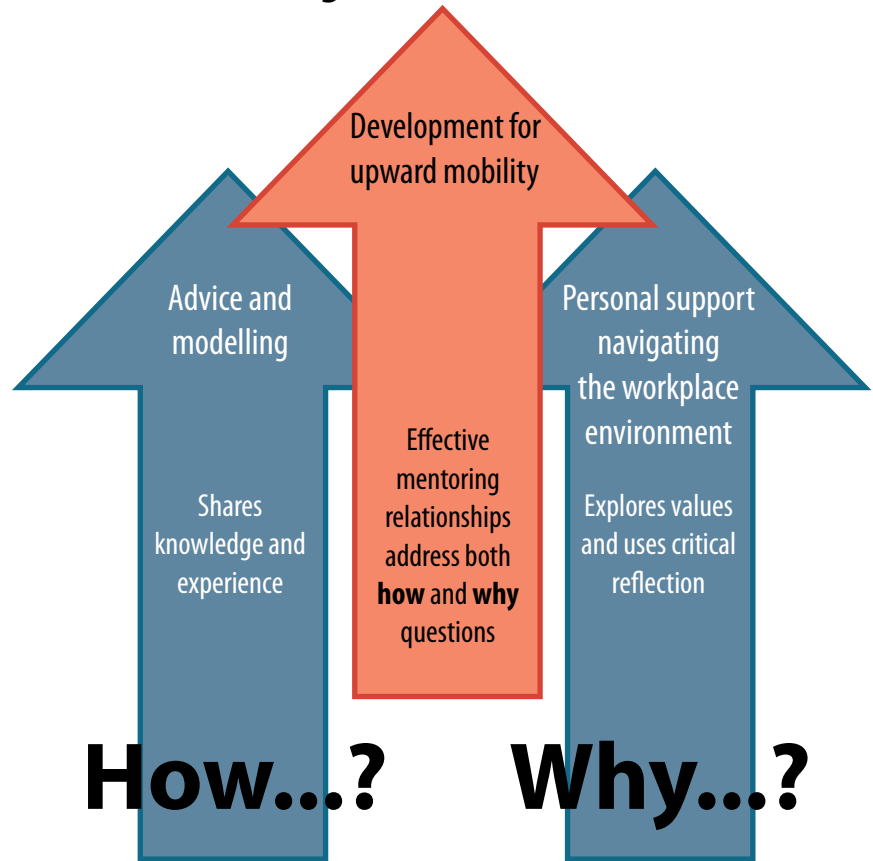 Development for
upward mobility
Advice and
modelling
Personal support
navigating
the workplace
environment
Effective
mentoring
relationships
address both
how and why
questions
Shares
knowledge and
experience
Explores values
and uses critical
reflection
How...?
Why...?